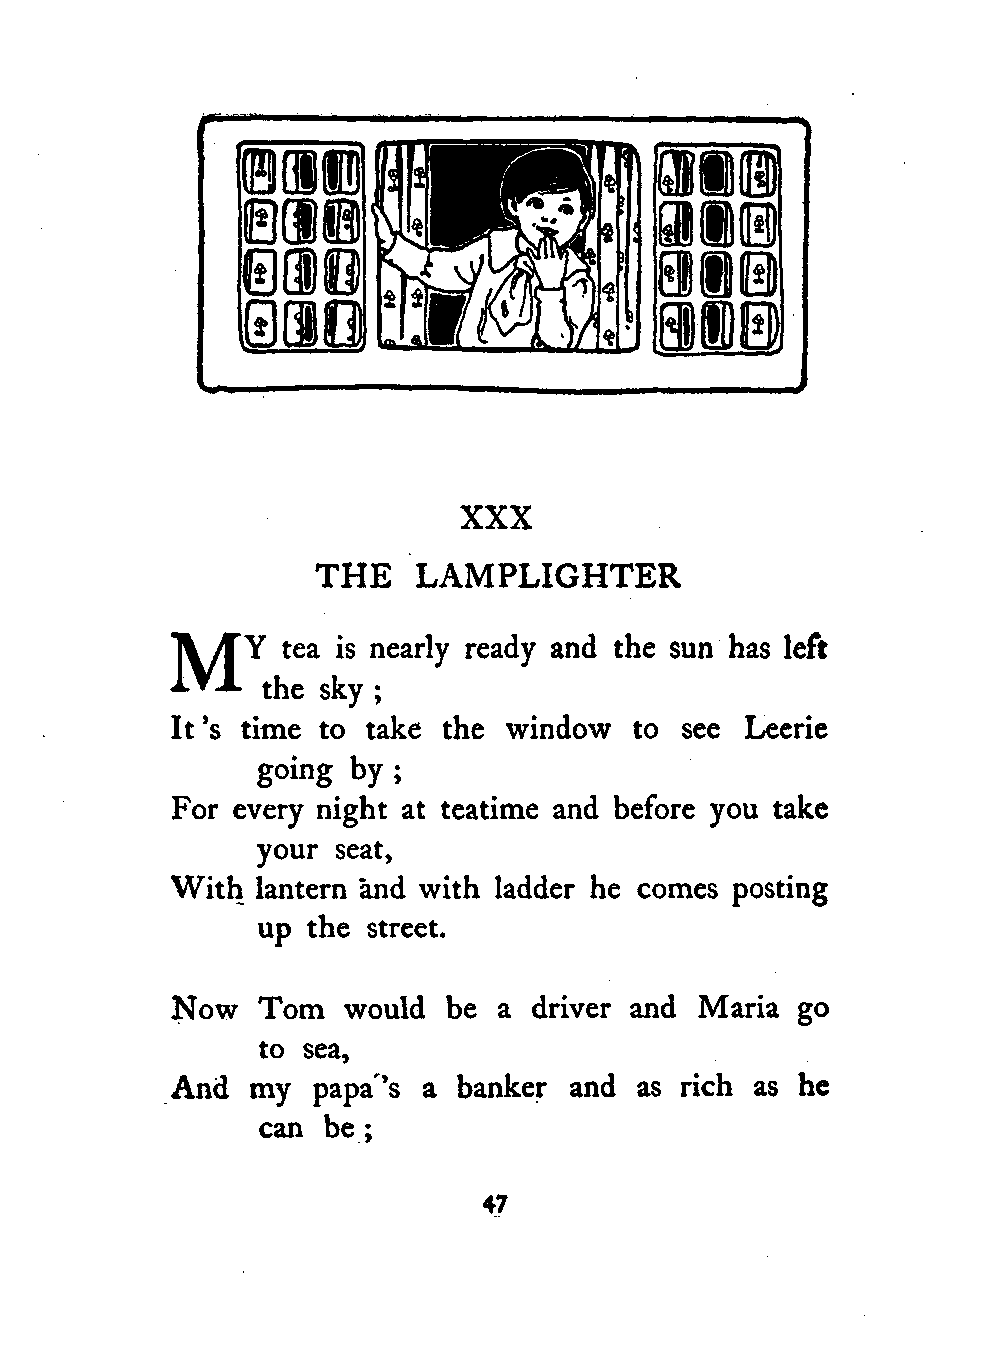 XXX
THE LAMPLIGHTER
MY tea is nearly ready and the sun has left
the sky ;
It 's time to take the window to see Leerie
going by ;
For every night at teatime and before you take
your seat,
With lantern and with ladder he comes posting
up the street.
Now Tom would be a driver and Maria go
to sea,
And my papa 's a banker and as rich as he
can be ;
47